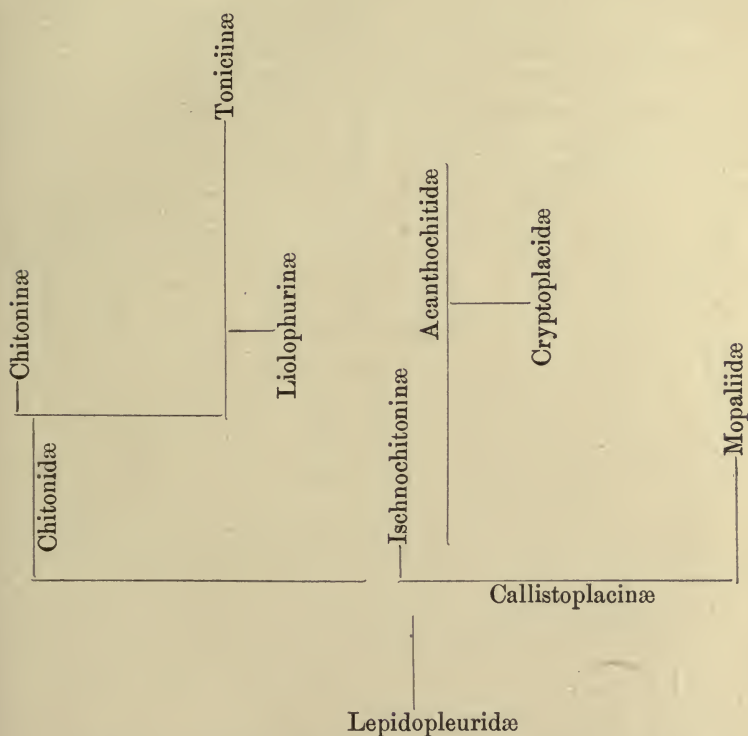 Toniciinæ
Chitoninæ
Liolophurinæ
Acanthochitidæ
Cryptoplacidæ
Chitonidæ
Ischnochitoninæ
Mopaliidæ
Callistoplacinæ
Lepidopleuridæ